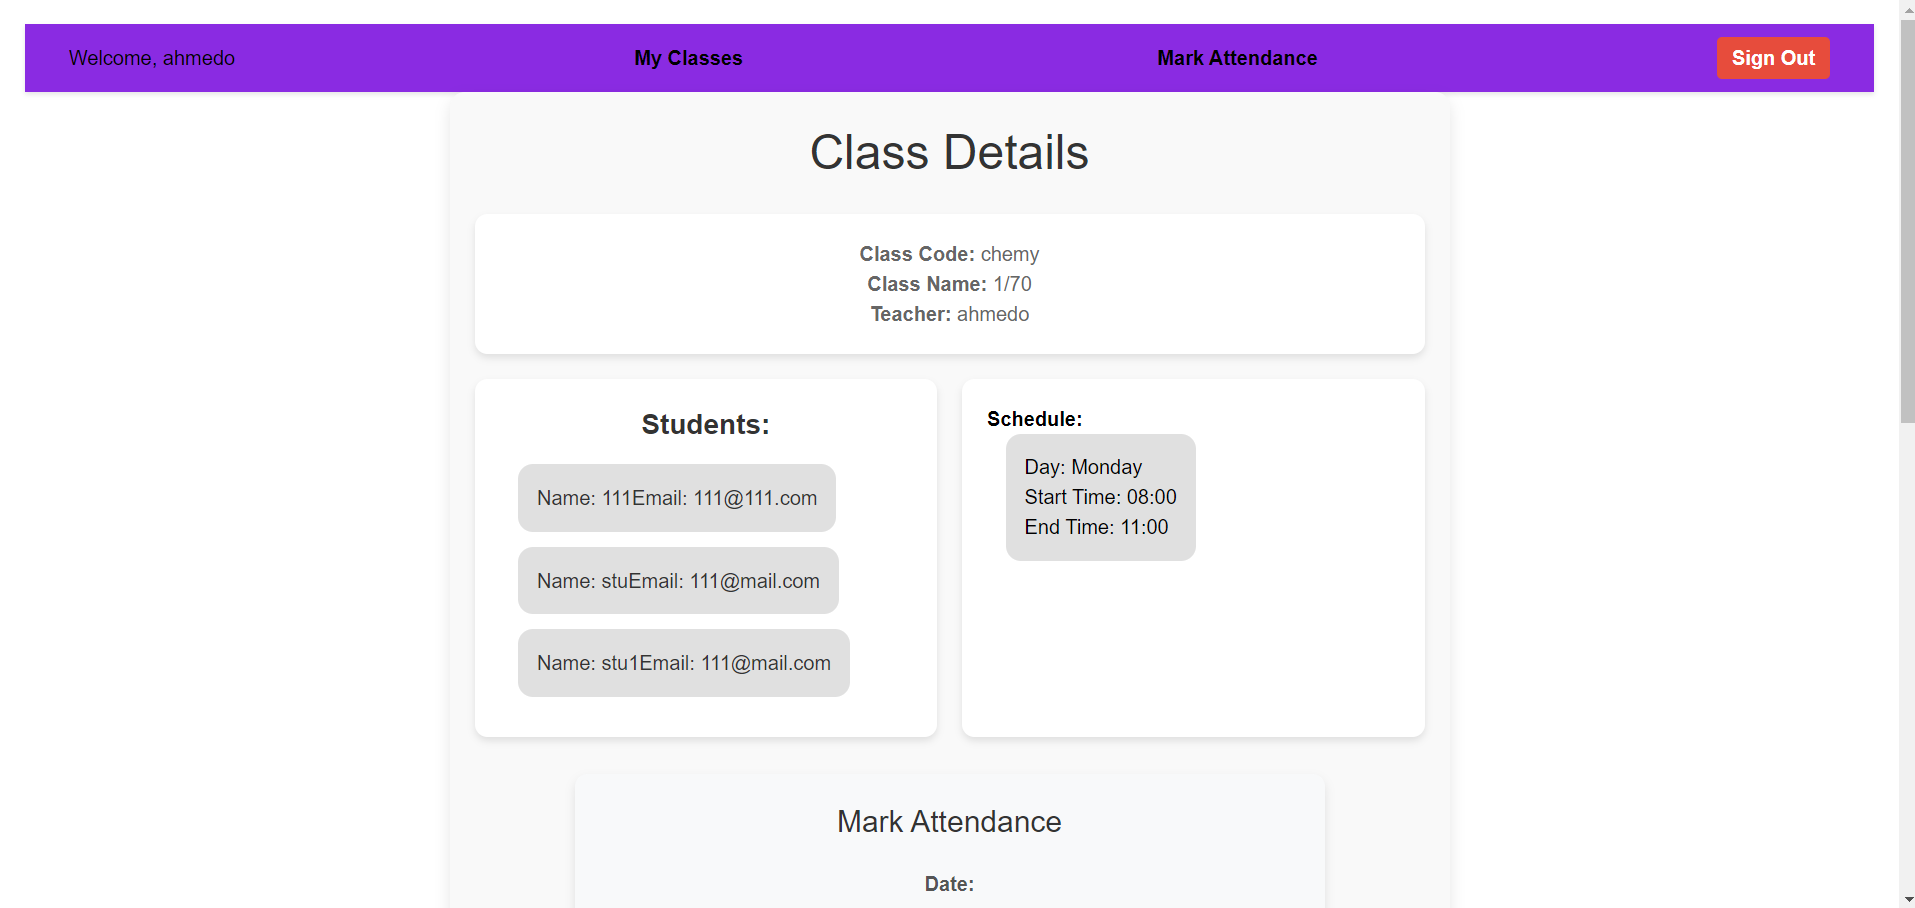 Welcome, ahmedo
My Classes
Mark Attendance
Sign Out
Class Details
Class Code: chemy
Class Name: 1/70
Teacher: ahmedo
Students:
Name: 111Email: 111@111.com
Name: stuEmail: 111@mail.com
Name: stu1Email: 111@mail.com
Schedule:
Day: Monday
Start Time: 08:00
End Time: 11:00
Mark Attendance
Date: